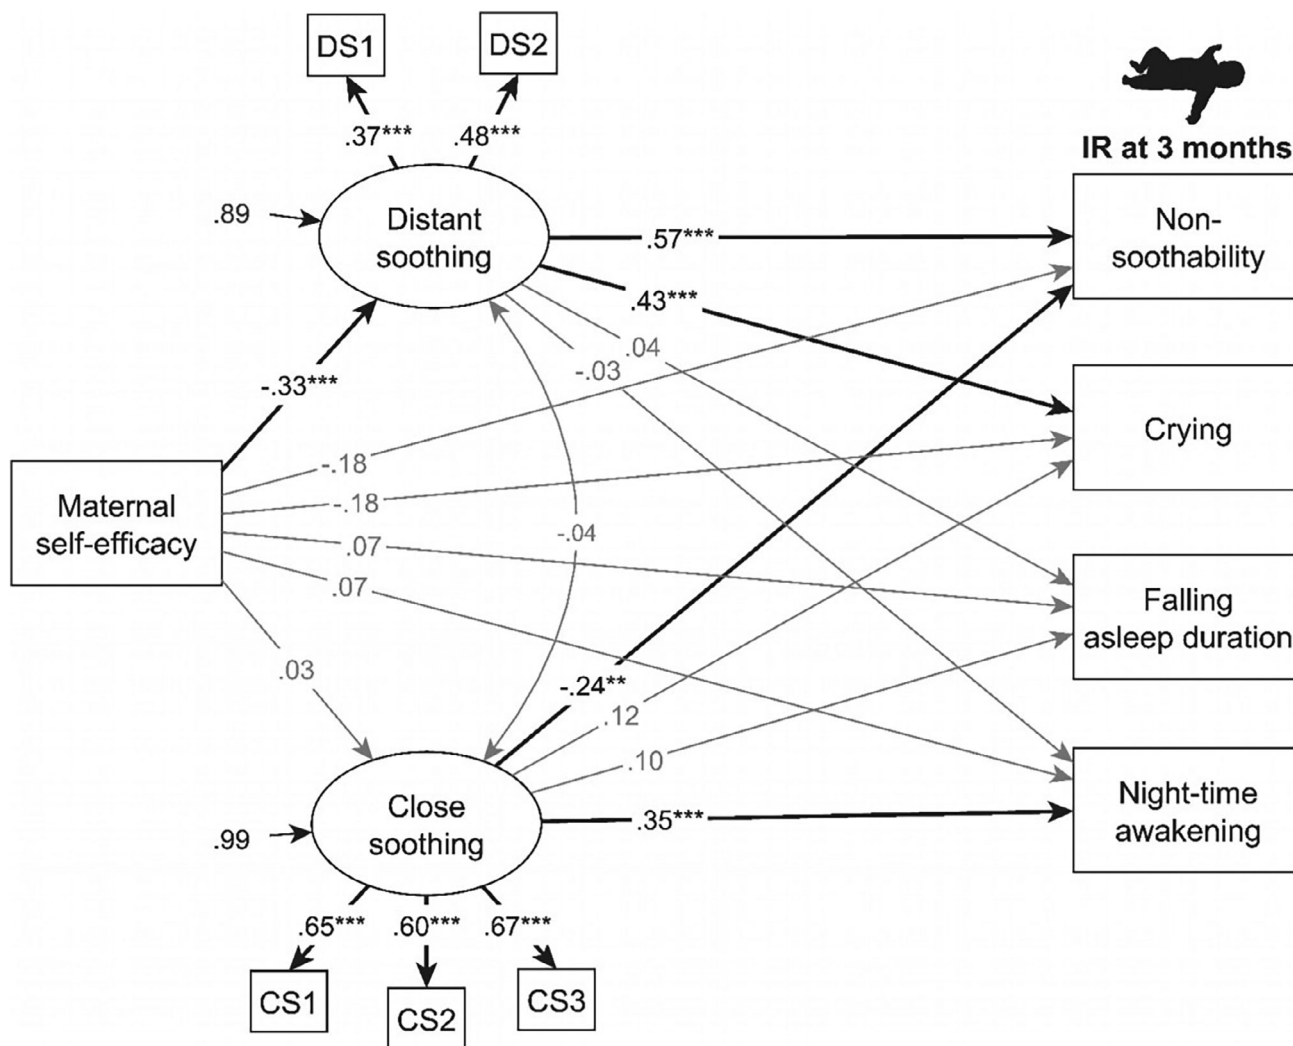 DS1
DS2
.37***
.48***
IR at 3 months
.89
Distant
soothing
.57***
Non-
soothability
.43***
.04
-.03
-.33***
Crying
-.18
-.18
Maternal
self-efficacy
-.04
.07
.07
Falling
asleep duration
.03
-.24**
.12
.10
Close
soothing
.99
.35***
Night-time
awakening
.65***
.60***
.67***
CS1
CS2
CS3